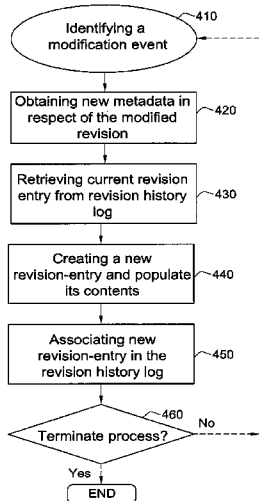 410
Identifying a
modification event
Obtaining new metadata in
respect of the modified
revision
420
Retrieving current revision
entry from revision history
log
430
Creating a new
revision-entry and populate
its contents
440
Associating new
revision-entry in the
revision history log
450
460
Terminate process?
No
Yes
END